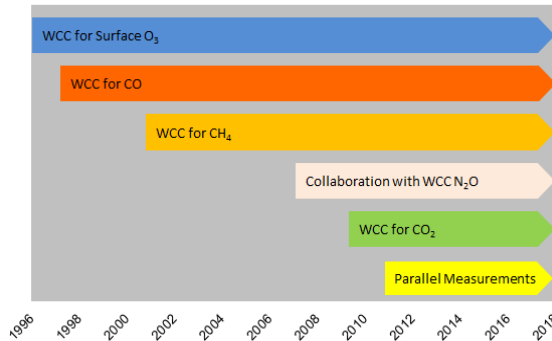 WCC for Surface O₃
WCC for CO
WCC for CH₄
Collaboration with WCC N₂O
WCC for CO₂
Parallel Measurements
1996 1998 2000 2002 2004 2006 2008 2010 2012 2014 2016 2018